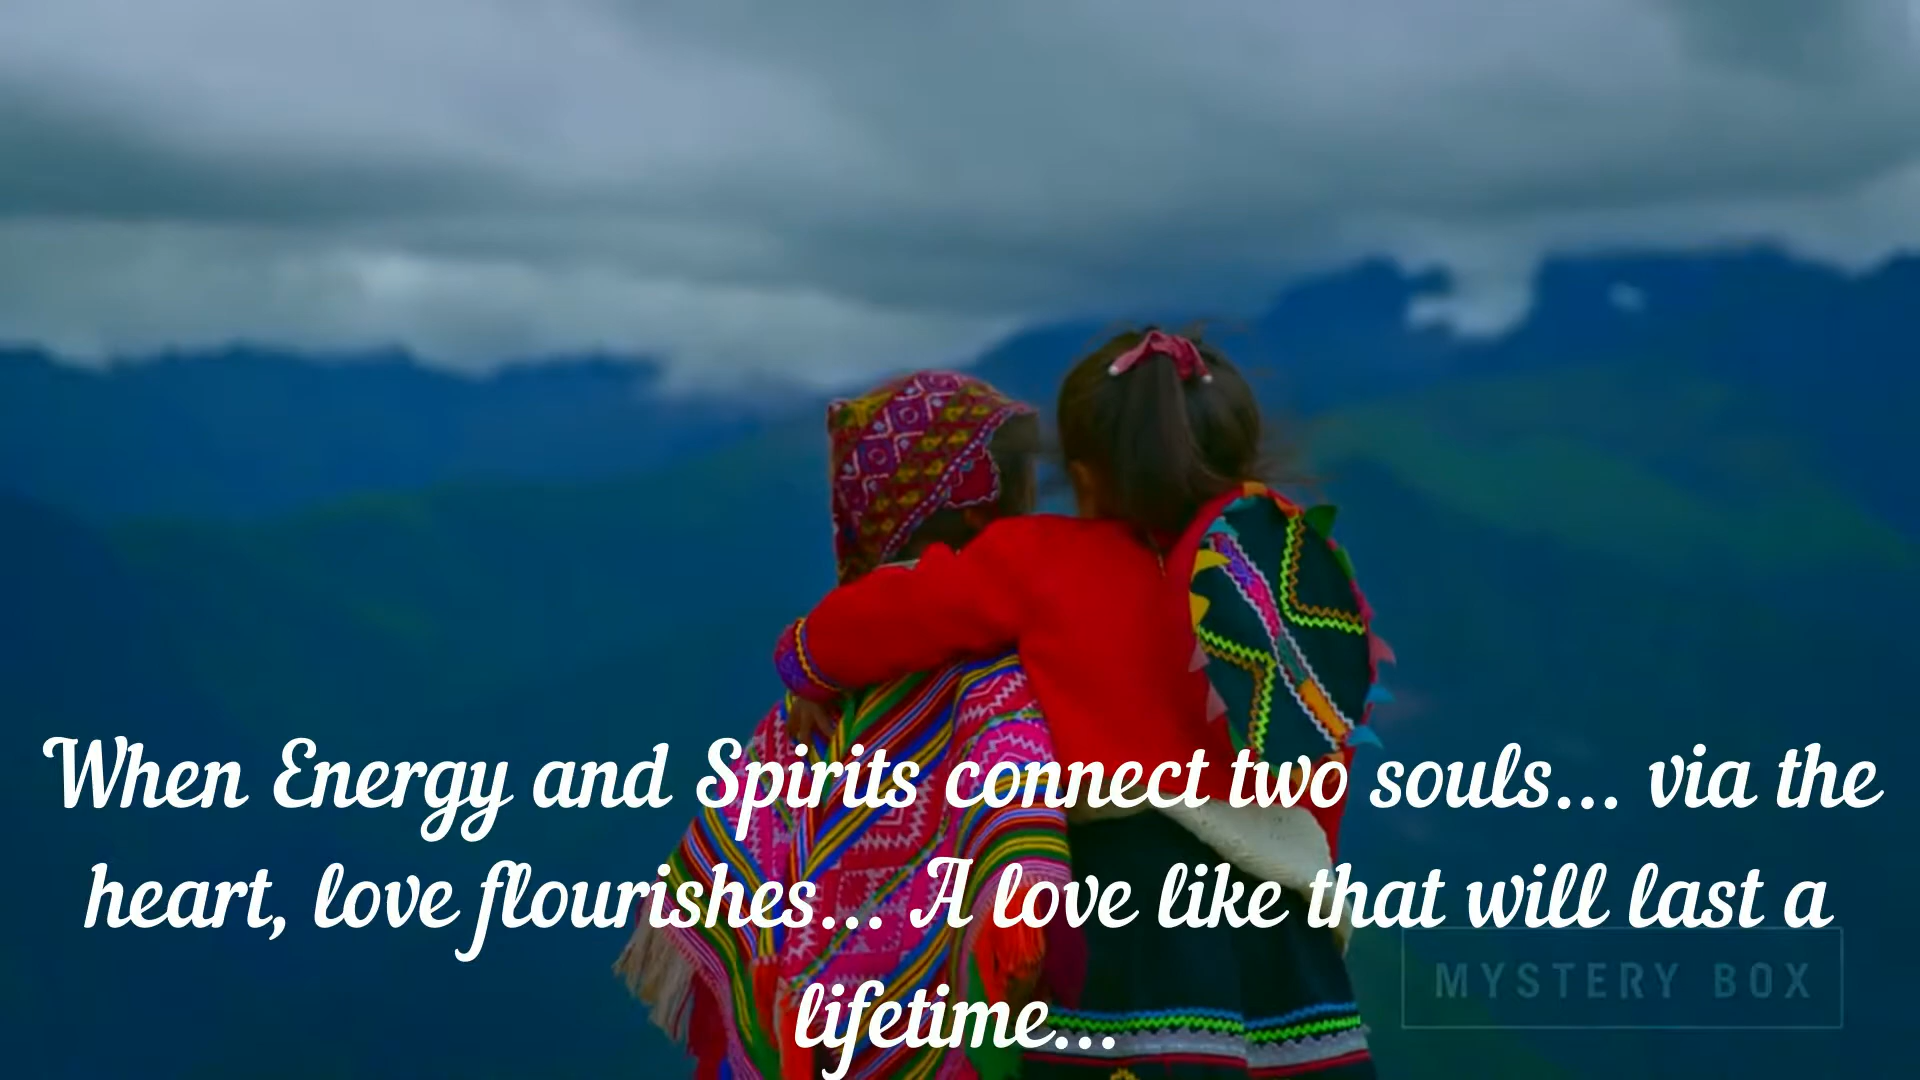 When Energy and Spirits connect two souls... via the
heart, love flourishes... A love like that will last a
lifetime...
MYSTERY BOX